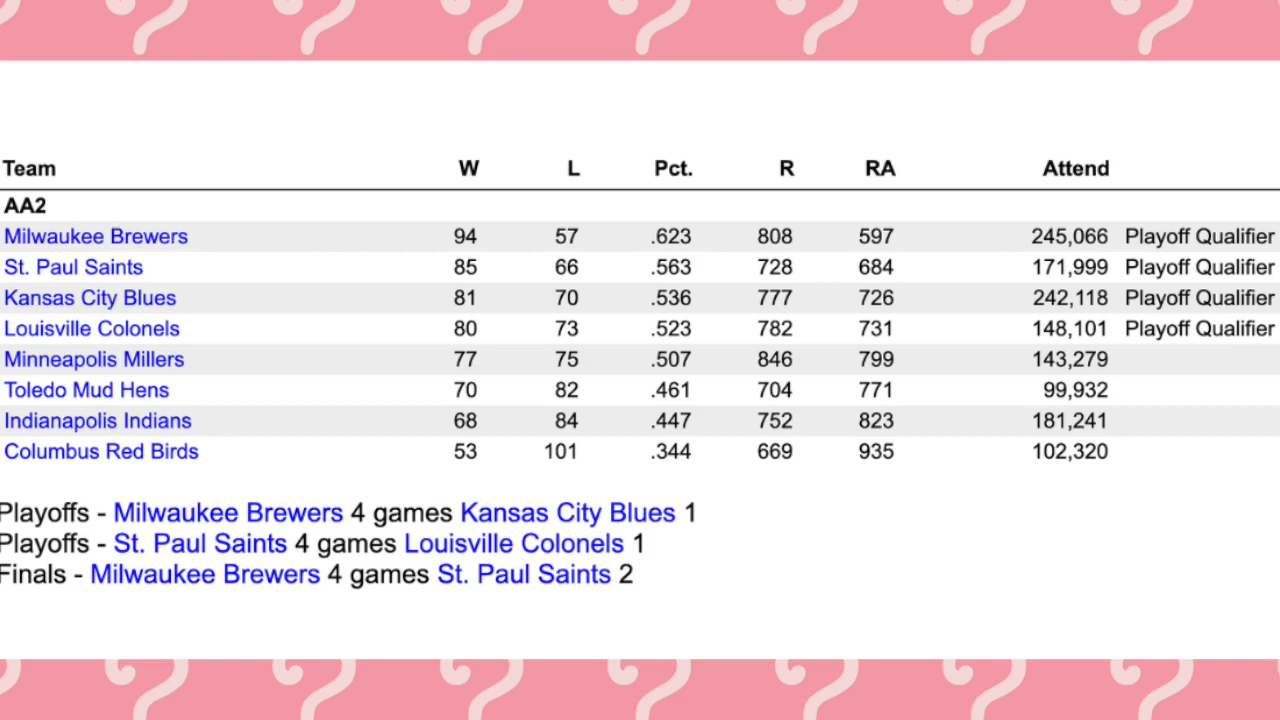 Team W L Pct. R RA Attend
AA2
Milwaukee Brewers 94 57 .623 808 597 245,066 Playoff Qualifier
St. Paul Saints 85 66 .563 728 684 171,999 Playoff Qualifier
Kansas City Blues 81 70 .536 777 726 242,118 Playoff Qualifier
Louisville Colonels 80 73 .523 782 731 148,101 Playoff Qualifier
Minneapolis Millers 77 75 .507 846 799 143,279
Toledo Mud Hens 70 82 .461 704 771 99,932
Indianapolis Indians 68 84 .447 752 823 181,241
Columbus Red Birds 53 101 .344 669 935 102,320
Playoffs - Milwaukee Brewers 4 games Kansas City Blues 1
Playoffs - St. Paul Saints 4 games Louisville Colonels 1
Finals - Milwaukee Brewers 4 games St. Paul Saints 2